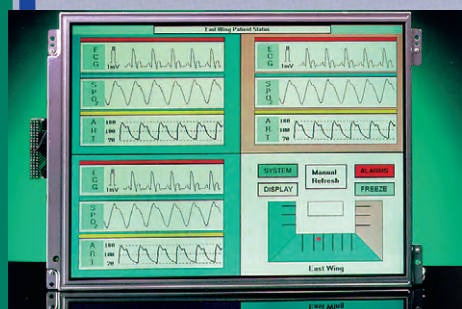 East Wing Patient Status
ECG
1mV
SPO2
ART
180
100
70
ECG
1mV
SPO2
ART
180
100
70
ECG
1mV
SPO2
ART
180
100
70
SYSTEM
Manual
Refresh
ALARMS
DISPLAY
FREEZE
East Wing